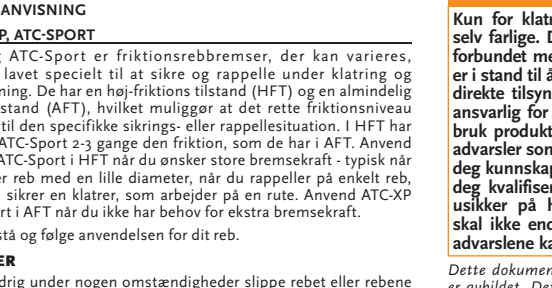 ANVISNING
P, ATC-SPORT
ATC-Sport er friktionsrebbremser, der kan varieres,
lavet specielt til at sikre og rappelle under klatring og
ning. De har en høj-friktions tilstand (HFT) og en almindelig
stand (AFT), hvilket muliggør at det rette friktionsniveau
til den specifikke sikrings- eller rappellesituation. I HFT har
ATC-Sport 2-3 gange den friktion, som de har i AFT. Anvend
ATC-Sport i HFT når du ønsker store bremsekraft - typisk når
er reb med en lille diameter, når du rappeller på enkelt reb,
sikrer en klatrer, som arbejder på en rute. Anvend ATC-XP
rt i AFT når du ikke har behov for ekstra bremsekraft.
stå og følge anvendelsen for dit reb.
ER
drig under nogen omstændigheder slippe rebet eller rebene
Kun for klatr
selv farlige. D
forbundet me
er i stand til å
direkte tilsyn
ansvarlig for
bruk produkt
advarsler som
deg kunnskap
deg kvalifiser
usikker på H
skal ikke end
advarslene ka
Dette dokumen
er avbildet. Det